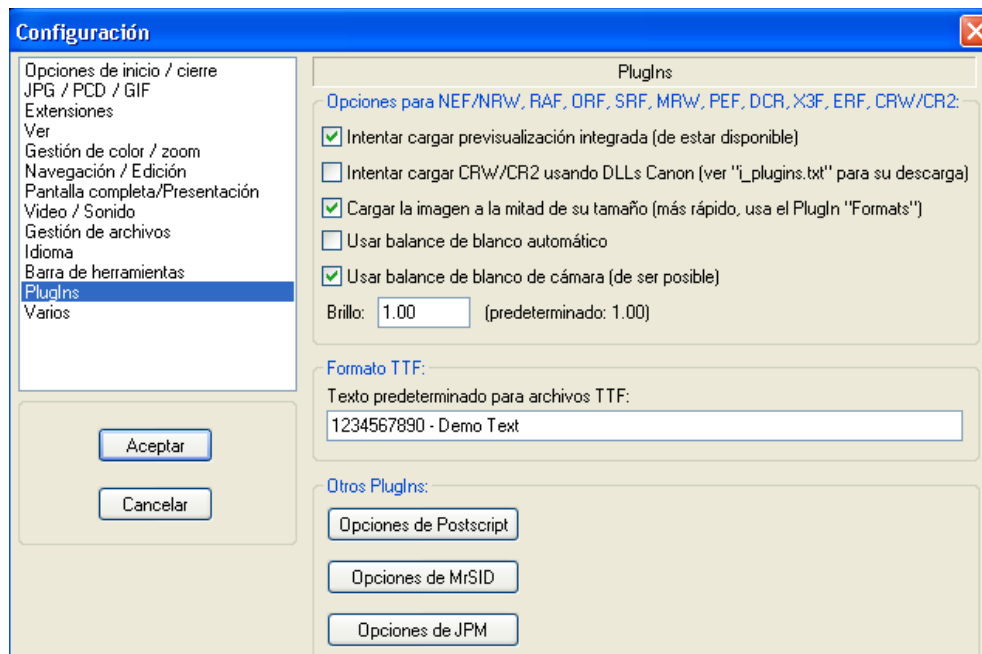 Configuración
Opciones de inicio / cierre
JPG / PCD / GIF
Extensiones
Ver
Gestión de color / zoom
Navegación / Edición
Pantalla completa/Presentación
Video / Sonido
Gestión de archivos
Idioma
Barra de herramientas
PlugIns
Varios
Aceptar
Cancelar
PlugIns
Opciones para NEF/NRW, RAF, ORF, SRF, MRW, PEF, DCR, X3F, ERF, CRW/CR2:
Intentar cargar previsualización integrada (de estar disponible)
Intentar cargar CRW/CR2 usando DLLs Canon (ver "i_plugins.txt" para su descarga)
Cargar la imagen a la mitad de su tamaño (más rápido, usa el PlugIn "Formats")
Usar balance de blanco automático
Usar balance de blanco de cámara (de ser posible)
Brillo: 1.00 (predeterminado: 1.00)
Formato TTF:
Texto predeterminado para archivos TTF:
1234567890 - Demo Text
Otros PlugIns:
Opciones de Postscript
Opciones de MrSID
Opciones de JPM